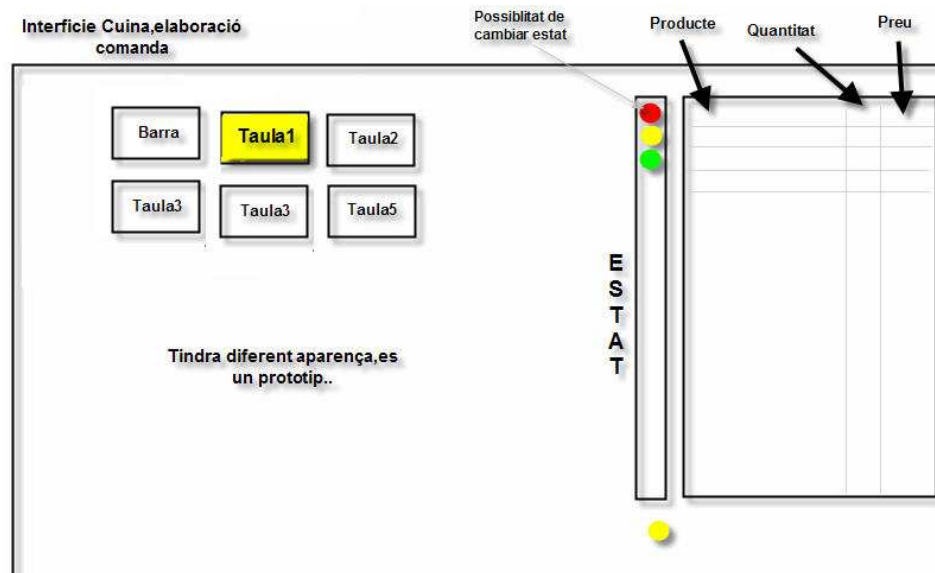 Interficie Cuina,elaboració
comanda
Possiblitat de
cambiar estat
Producte
Quantitat
Preu
Barra
Taula1
Taula2
Taula3
Taula3
Taula5
E
S
T
A
T
Tindra diferent aparença,es
un prototip..